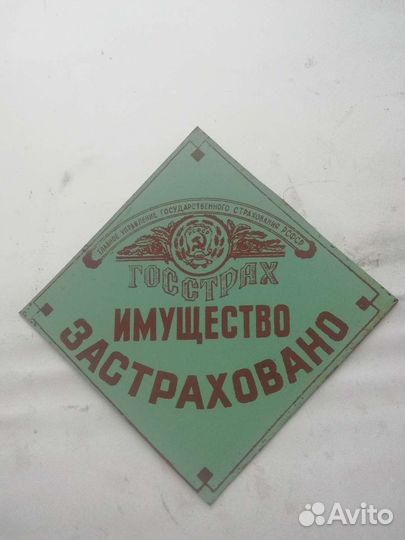 ГЛАВНОЕ УПРАВЛЕНИЕ ГОСУДАРСТВЕННОГО СТРАХОВАНИЯ РСФСР
ГОССТРАХ
ИМУЩЕСТВО
ЗАСТРАХОВАНО
Avito